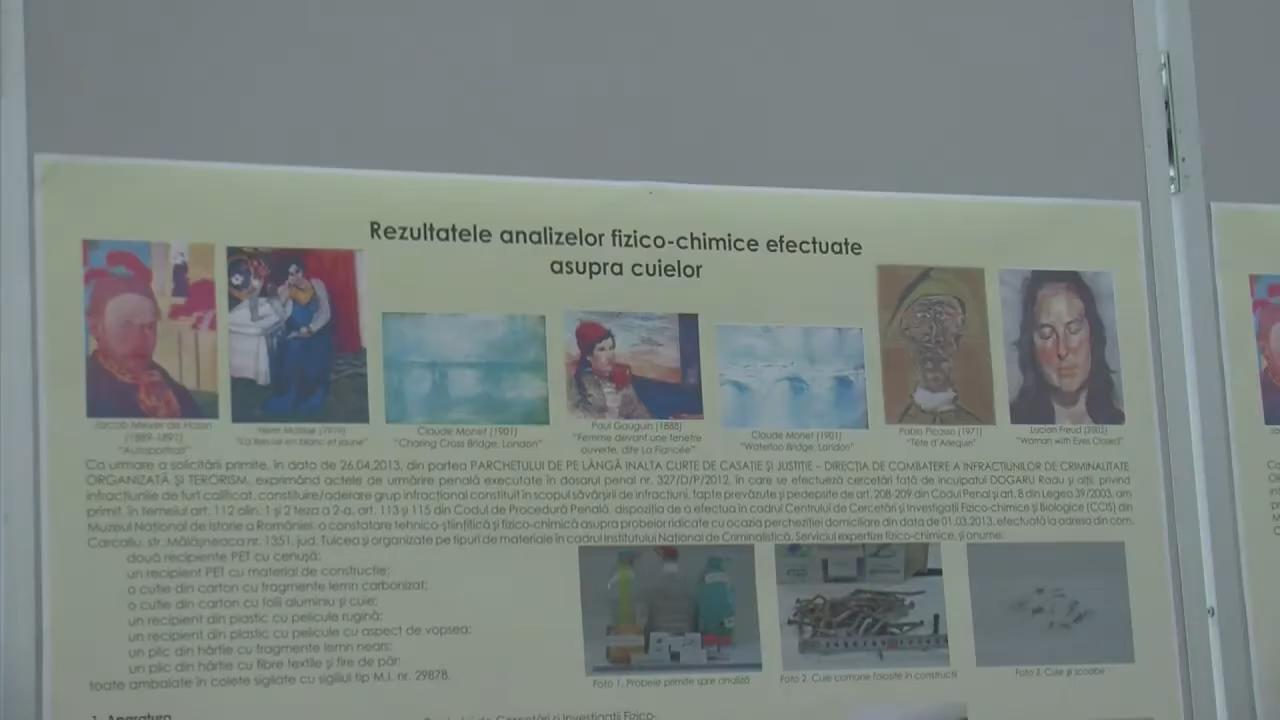 Rezultatele analizelor fizico-chimice efectuate
asupra cuielor
Jacob Meyer de Haan
(1889-1891)
"Autoportrait"
Henri Matisse (1919)
"La liseuse en blanc et jaune"
Claude Monet (1901)
"Charing Cross Bridge, London"
Paul Gauguin (1888)
"Femme devant une fenêtre
ouverte, dite La Fiancée"
Claude Monet (1901)
"Waterloo Bridge, London"
Pablo Picasso (1971)
"Tête d'Arlequin"
Lucian Freud (2002)
"Woman with Eyes Closed"
Ca urmare a solicitării primite, în data de 26.04.2013, din partea PARCHETULUI DE PE LÂNGĂ INALTA CURTE DE CASAȚIE ȘI JUSTIȚIE – DIRECȚIA DE COMBATERE A INFRACȚIUNILOR DE CRIMINALITATE
ORGANIZATĂ ȘI TERORISM, exprimând actele de urmărire penală executate în dosarul penal nr. 327/D/P/2012, în care se efectuează cercetări fată de inculpatul DOGARU Radu și alții, privind
infracțiunile de furt calificat, constituire/aderare grup infracțional constituit în scopul săvârșirii de infracțiuni, fapte prevăzute și pedepsite de art. 208-209 din Codul Penal și art. 8 din Legea 39/2003, am
primit, în temeiul art. 112 alin. 1 și 2 teza a 2-a, art. 113 și 115 din Codul de Procedură Penală, dispoziția de a efectua în cadrul Centrului de Cercetări și Investigații Fizico-chimice și Biologice (CCIS) din
Muzeul Național de Istorie a României, o constatare tehnico-științifică și fizico-chimică asupra probelor ridicate cu ocazia percheziției domiciliare din data de 01.03.2013, efectuată la adresa din com.
Carcaliu, str. Mălășneaca nr. 1351, jud. Tulcea și organizate pe tipuri de materiale în cadrul Institutului Național de Criminalistică, Serviciul expertize fizico-chimice, și anume:
două recipiente PET cu cenușă;
un recipient PET cu material de construcție;
o cutie din carton cu fragmente lemn carbonizat;
o cutie din carton cu folii aluminiu și cuie;
un recipient din plastic cu pelicule rugină;
un recipient din plastic cu pelicule cu aspect de vopsea;
un plic din hârtie cu fragmente lemn nears;
un plic din hârtie cu fibre textile și fire de păr;
toate ambalate în colete sigilate cu sigiliul tip M.I. nr. 29878.
Foto 1. Probele primite spre analiză
Foto 2. Cuie comune folosite în construcții
Foto 3. Cuie și scoabe
1. Aparatura
de Cercetări și Investigații Fizico-